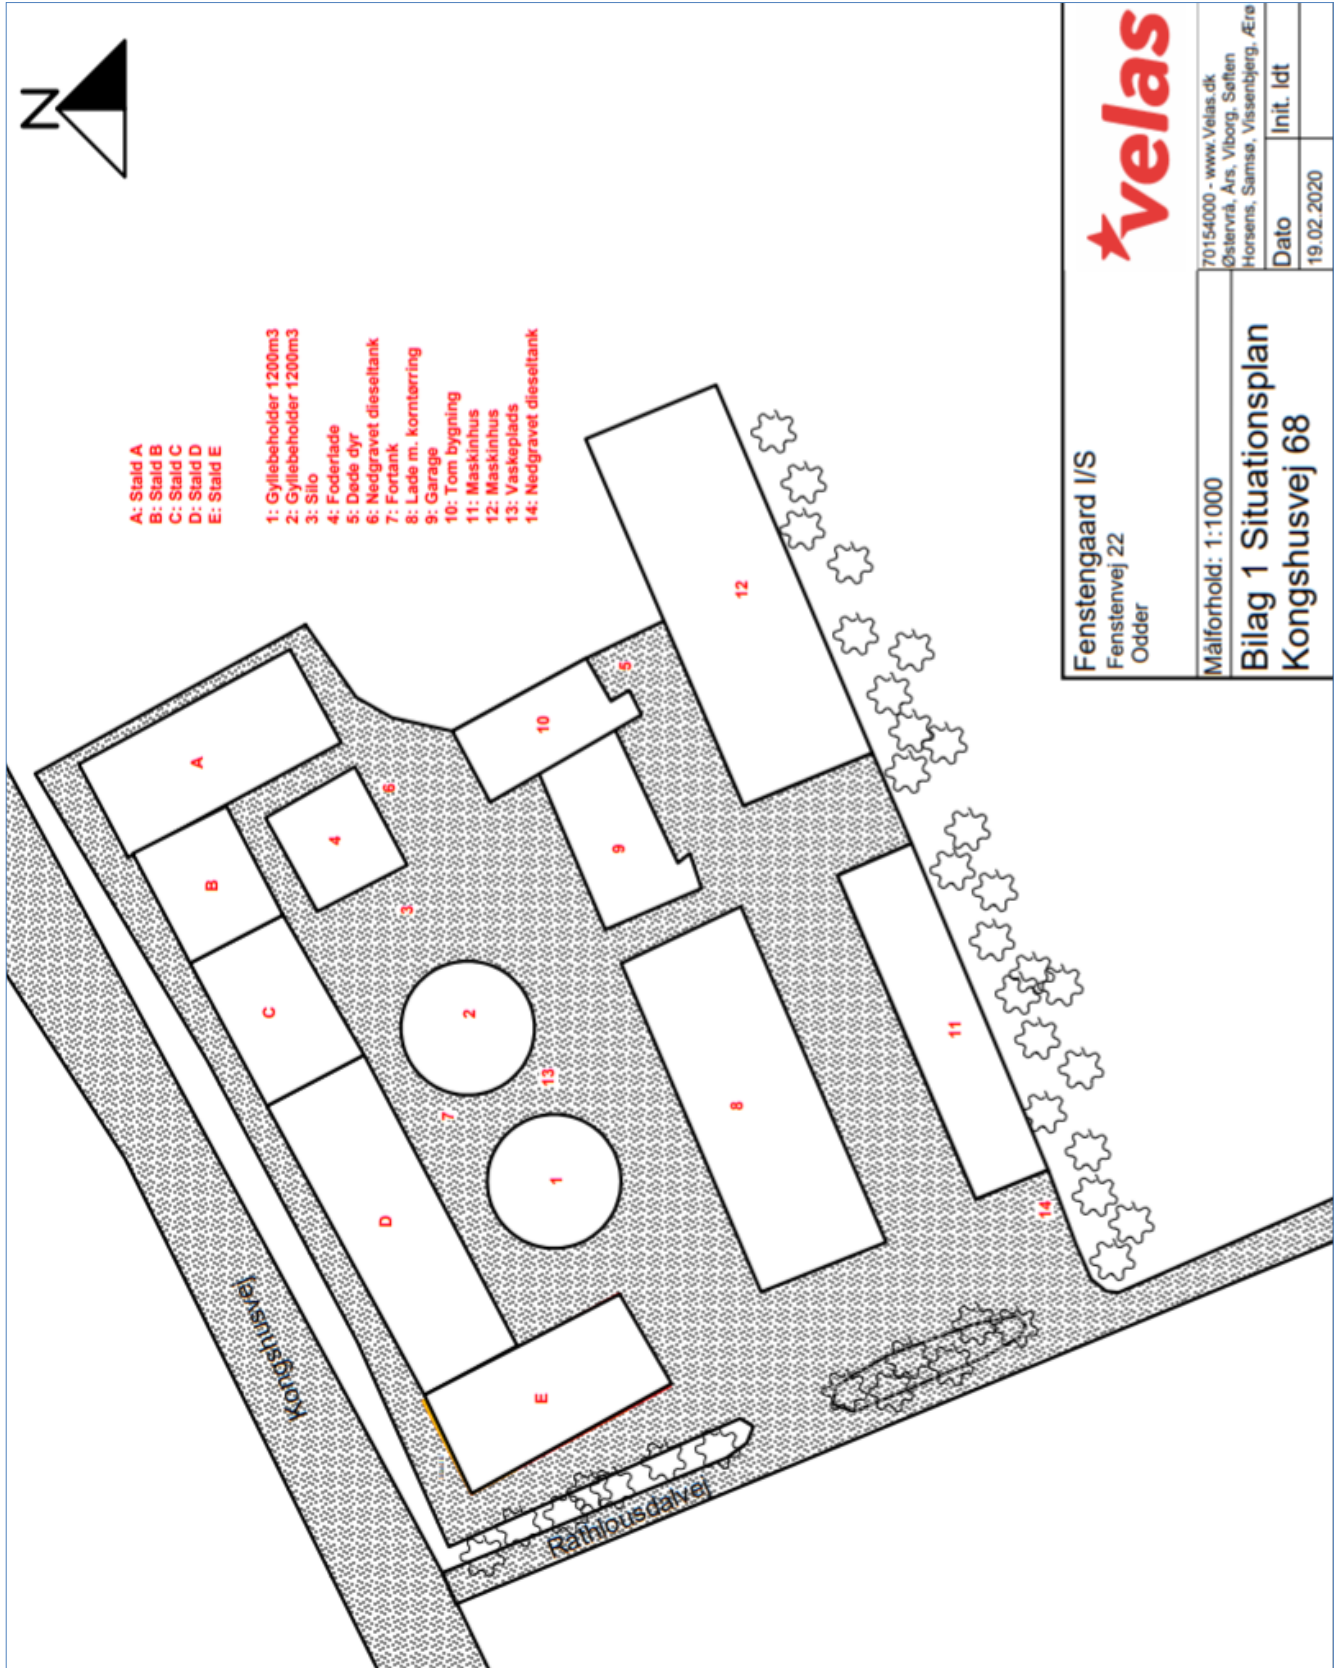 N
A: Stald A
B: Stald B
C: Stald C
D: Stald D
E: Stald E
1: Gyllebeholder 1200m3
2: Gyllebeholder 1200m3
3: Silo
4: Foderlade
5: Døde dyr
6: Nedgravet dieseltank
7: Fortank
8: Lade m. korntørring
9: Garage
10: Tom bygning
11: Maskinhus
12: Maskinhus
13: Vaskeplads
14: Nedgravet dieseltank
Kongshusvej
Rathlousdalvej
A
B
C
D
E
1
2
3
4
5
6
7
8
9
10
11
12
13
14
Fenstengaard I/S
Fenstenvej 22
Odder
velas
Målforhold: 1:1000
70154000 - www.Velas.dk
Østervrå, Års, Viborg, Søften
Horsens, Samsø, Vissenbjerg, Ærø
Bilag 1 Situationsplan
Kongshusvej 68
Dato
Init. ldt
19.02.2020